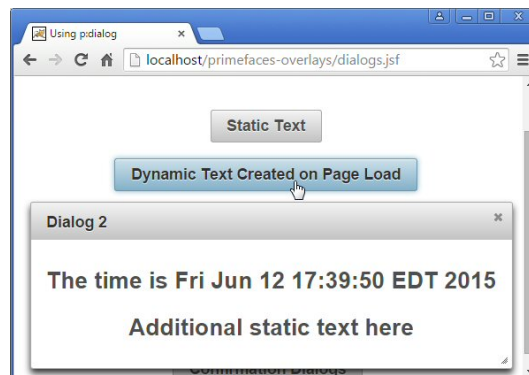 Using p:dialog
localhost/primefaces-overlays/dialogs.jsf
Static Text
Dynamic Text Created on Page Load
Dialog 2
The time is Fri Jun 12 17:39:50 EDT 2015
Additional static text here
Confirmation Dialogs